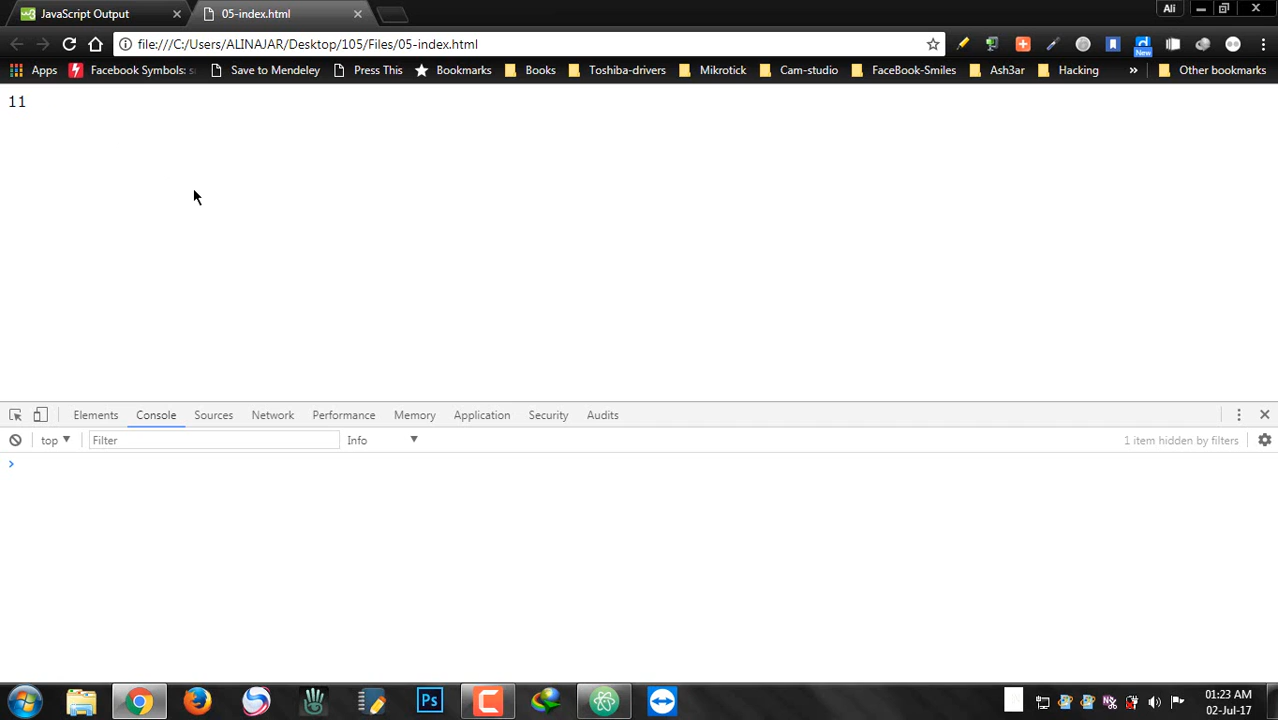 JavaScript Output
05-index.html
Ali
file:///C:/Users/ALINAJAR/Desktop/105/Files/05-index.html
New
Apps
Facebook Symbols:
Save to Mendeley
Press This
Bookmarks
Books
Toshiba-drivers
Mikrotick
Cam-studio
FaceBook-Smiles
Ash3ar
Hacking
»
Other bookmarks
11
Elements
Console
Sources
Network
Performance
Memory
Application
Security
Audits
top
Filter
Info
1 item hidden by filters
>
Ps
01:23 AM
02-Jul-17